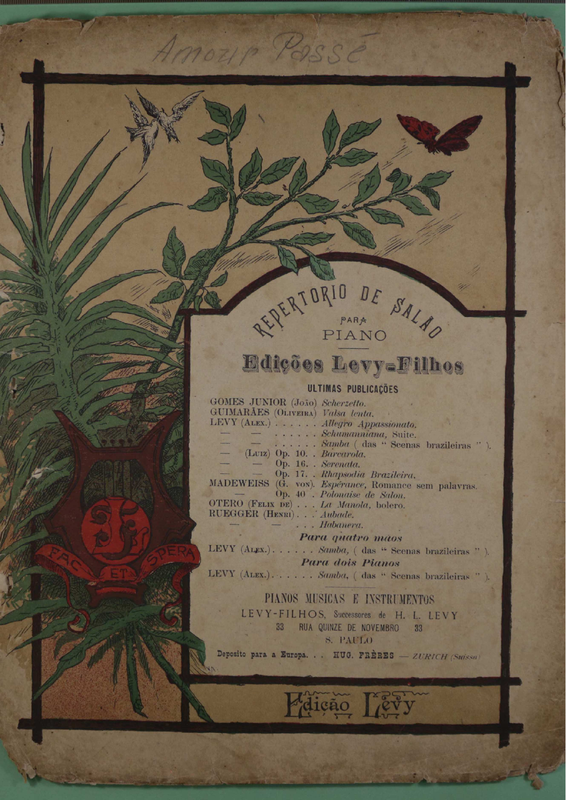 Amour Passé
REPERTORIO DE SALÃO
PARA
PIANO
Edições Levy=Filhos
ULTIMAS PUBLICAÇÕES
GOMES JUNIOR (João) Scherzetto.
GUIMARÃES (Oliveira) Valsa lenta.
LEVY (Alex.) . . . . . . Allegro Appassionato.
— — . . . . . . Schumanniana, Suite.
— — . . . . . . Samba ( das “ Scenas brazileiras ” ).
— (Luiz) Op. 10. . Barcarola.
— — Op. 16. . Serenata.
— — Op. 17. . Rhapsodia Brazileira.
MADEWEISS (G. von). Espérance, Romance sem palavras.
— Op. 40 . Polonaise de Salon.
OTERO (Felix de) . . . La Manola, bolero.
RUEGGER (Henri) . . . Aubade.
— — . . . Habanera.
Para quatro mãos
LEVY (Alex.) . . . . . . Samba, ( das “ Scenas brazileiras ” ).
Para dois Pianos
LEVY (Alex.) . . . . . . Samba, ( das “ Scenas brazileiras ” ).
PIANOS MUSICAS E INSTRUMENTOS
LEVY-FILHOS, Successores de H. L. LEVY
33 RUA QUINZE DE NOVEMBRO 33
S. PAULO
Deposito para a Europa. . . HUG. FRÈRES — ZURICH (Suisse)
FAC ET SPERA
Edição Levy